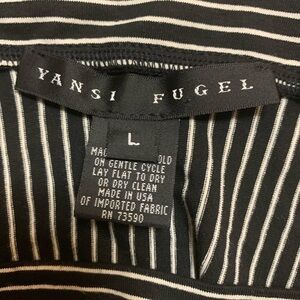 YANSI FUGEL
L
OLD
ON GENTLE CYCLE
LAY FLAT TO DRY
OR DRY CLEAN
MADE IN USA
OF IMPORTED FABRIC
RN 73590